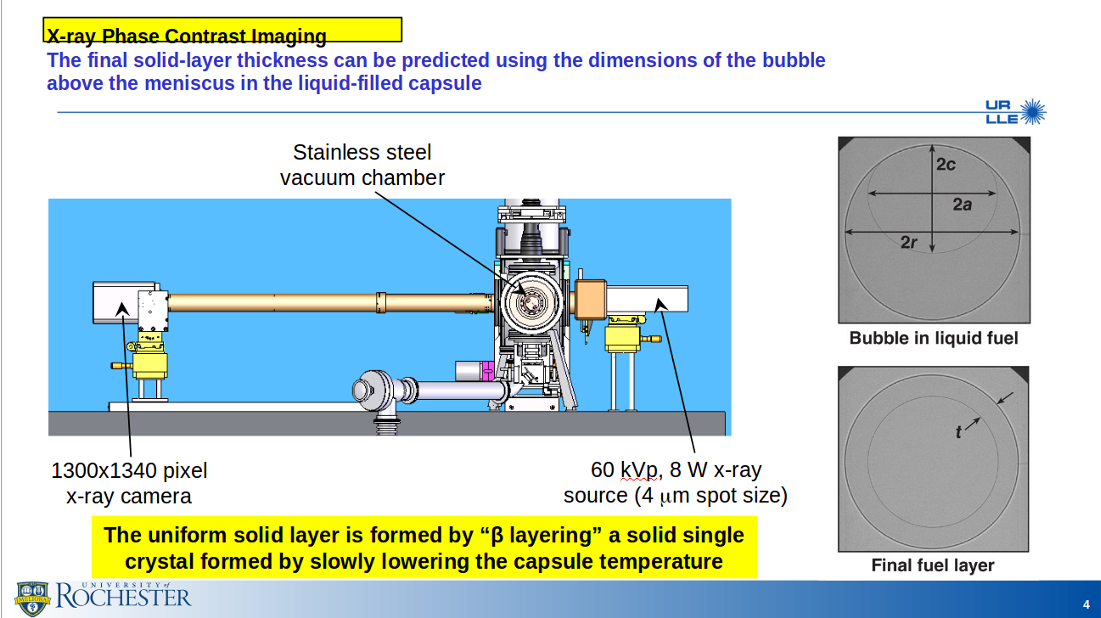 X-ray Phase Contrast Imaging
The final solid-layer thickness can be predicted using the dimensions of the bubble
above the meniscus in the liquid-filled capsule
UR
LLE
Stainless steel
vacuum chamber
2c
2a
2r
Bubble in liquid fuel
t
1300x1340 pixel
x-ray camera
60 kVp, 8 W x-ray
source (4 μm spot size)
The uniform solid layer is formed by “β layering” a solid single
crystal formed by slowly lowering the capsule temperature
Final fuel layer
UNIVERSITY of
ROCHESTER
4